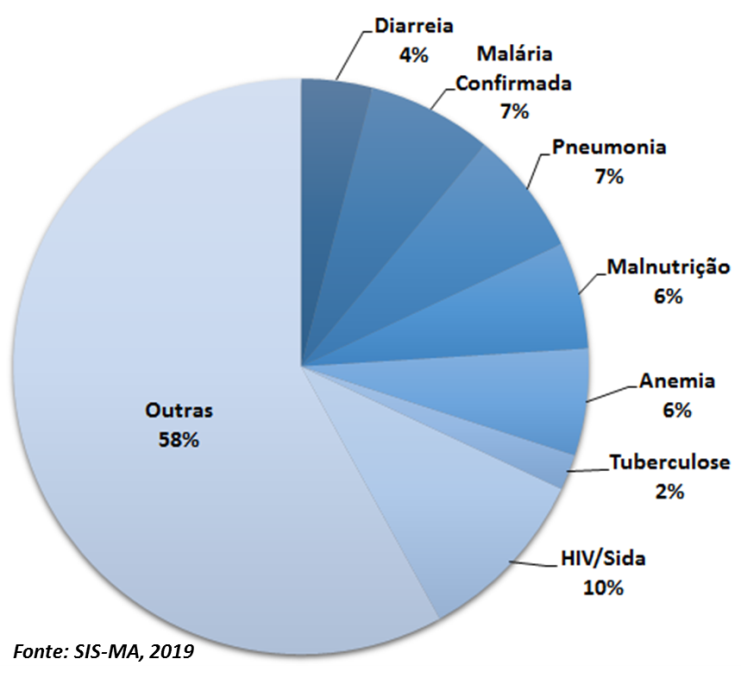 Diarreia
4%
Malária
Confirmada
7%
Pneumonia
7%
Malnutrição
6%
Anemia
6%
Tuberculose
2%
HIV/Sida
10%
Outras
58%
Fonte: SIS-MA, 2019